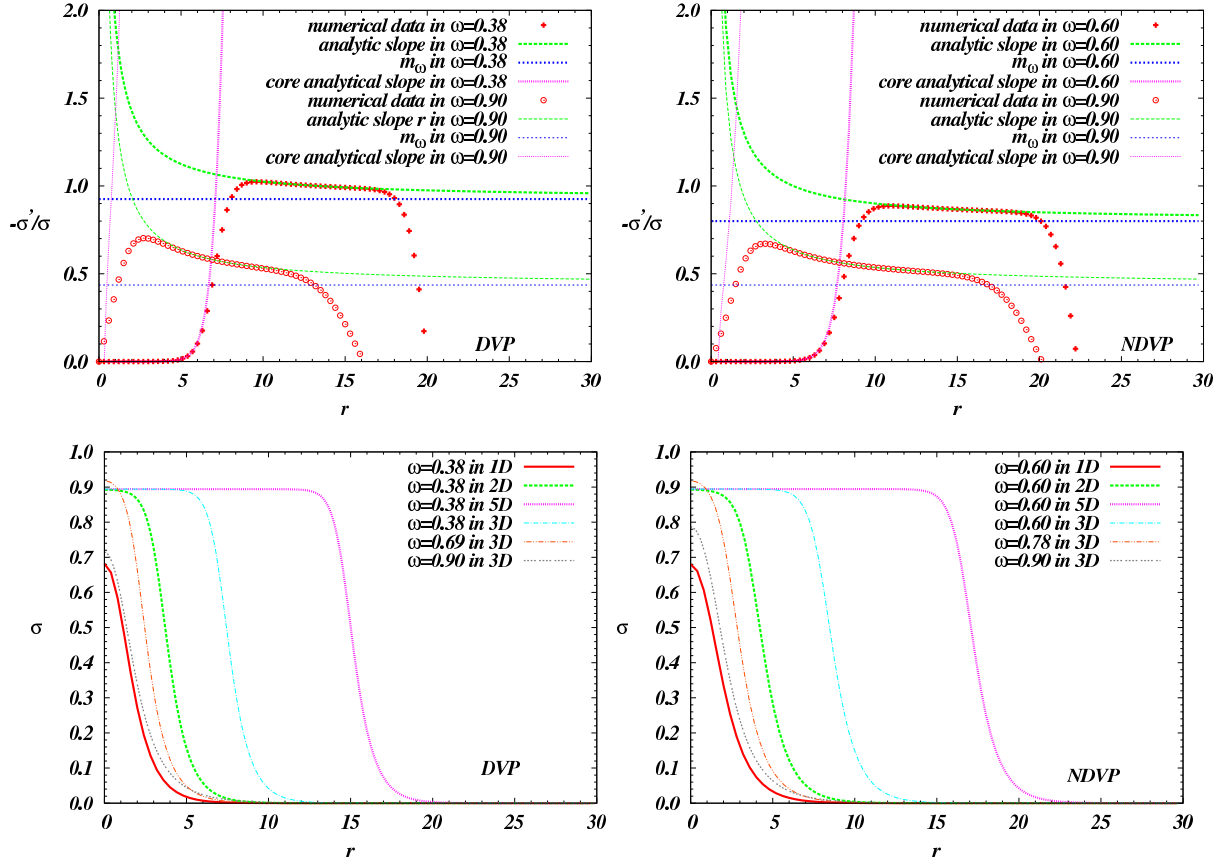 2.0
1.5
1.0
-σ'/σ
0.5
0.0
0 5 10 15 20 25 30
r
numerical data in ω=0.38
analytic slope in ω=0.38
mω in ω=0.38
core analytical slope in ω=0.38
numerical data in ω=0.90
analytic slope r in ω=0.90
mω in ω=0.90
core analytical slope in ω=0.90
DVP
2.0
1.5
1.0
-σ'/σ
0.5
0.0
0 5 10 15 20 25 30
r
numerical data in ω=0.60
analytic slope in ω=0.60
mω in ω=0.60
core analytical slope in ω=0.60
numerical data in ω=0.90
analytic slope in ω=0.90
mω in ω=0.90
core analytical slope in ω=0.90
NDVP
1.0
0.9
0.8
0.7
0.6
0.5
σ
0.4
0.3
0.2
0.1
0.0
0 5 10 15 20 25 30
r
ω=0.38 in 1D
ω=0.38 in 2D
ω=0.38 in 5D
ω=0.38 in 3D
ω=0.69 in 3D
ω=0.90 in 3D
DVP
1.0
0.9
0.8
0.7
0.6
0.5
σ
0.4
0.3
0.2
0.1
0.0
0 5 10 15 20 25 30
r
ω=0.60 in 1D
ω=0.60 in 2D
ω=0.60 in 5D
ω=0.60 in 3D
ω=0.78 in 3D
ω=0.90 in 3D
NDVP